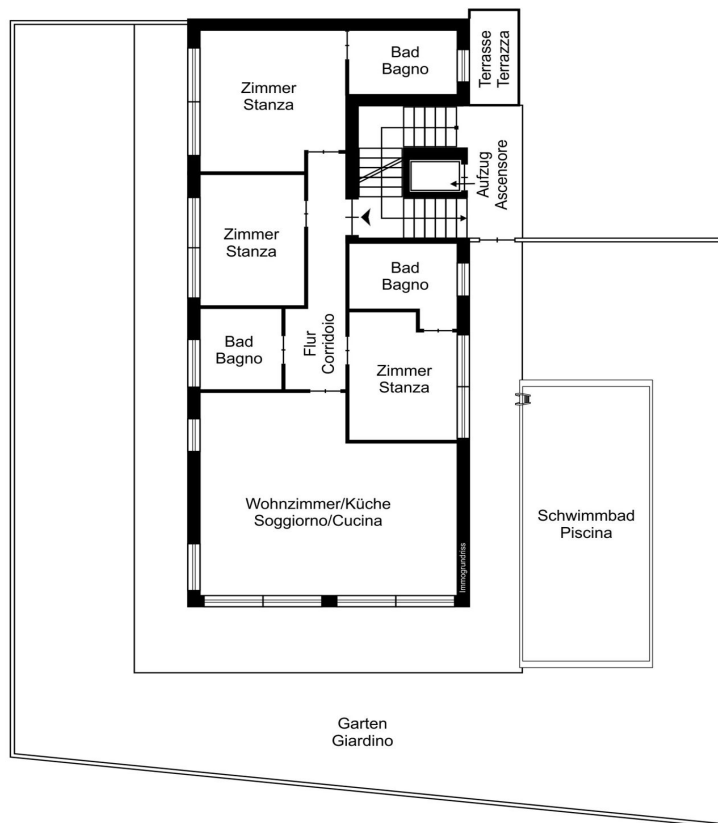 Bad
Bagno
Terrasse
Terrazza
Zimmer
Stanza
Aufzug
Ascensore
Zimmer
Stanza
Bad
Bagno
Flur
Corridoio
Bad
Bagno
Zimmer
Stanza
Wohnzimmer/Küche
Soggiorno/Cucina
Schwimmbad
Piscina
Immogrundriss
Garten
Giardino